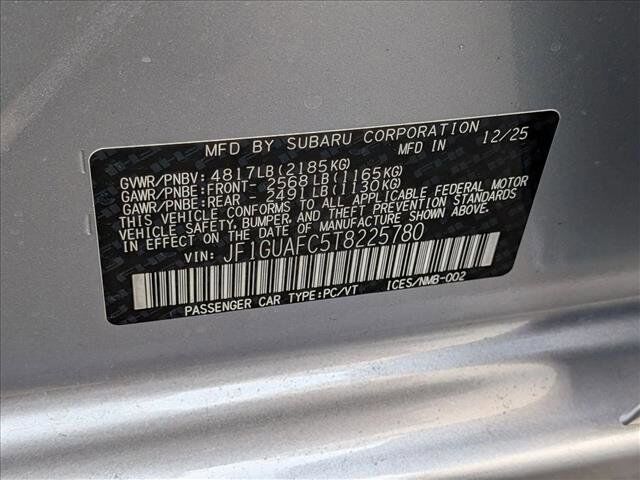 MFD BY SUBARU CORPORATION MFD IN 12/25
GVWR/PNBV: 4817LB(2185KG)
GAWR/PNBE:FRONT- 2568LB(1165KG)
GAWR/PNBE:REAR - 2491LB(1130KG)
THIS VEHICLE CONFORMS TO ALL APPLICABLE FEDERAL MOTOR
VEHICLE SAFETY, BUMPER, AND THEFT PREVENTION STANDARDS
IN EFFECT ON THE DATE OF MANUFACTURE SHOWN ABOVE.
VIN: JF1GUAFC5T8225780
PASSENGER CAR TYPE:PC/VT ICES/NMB-002